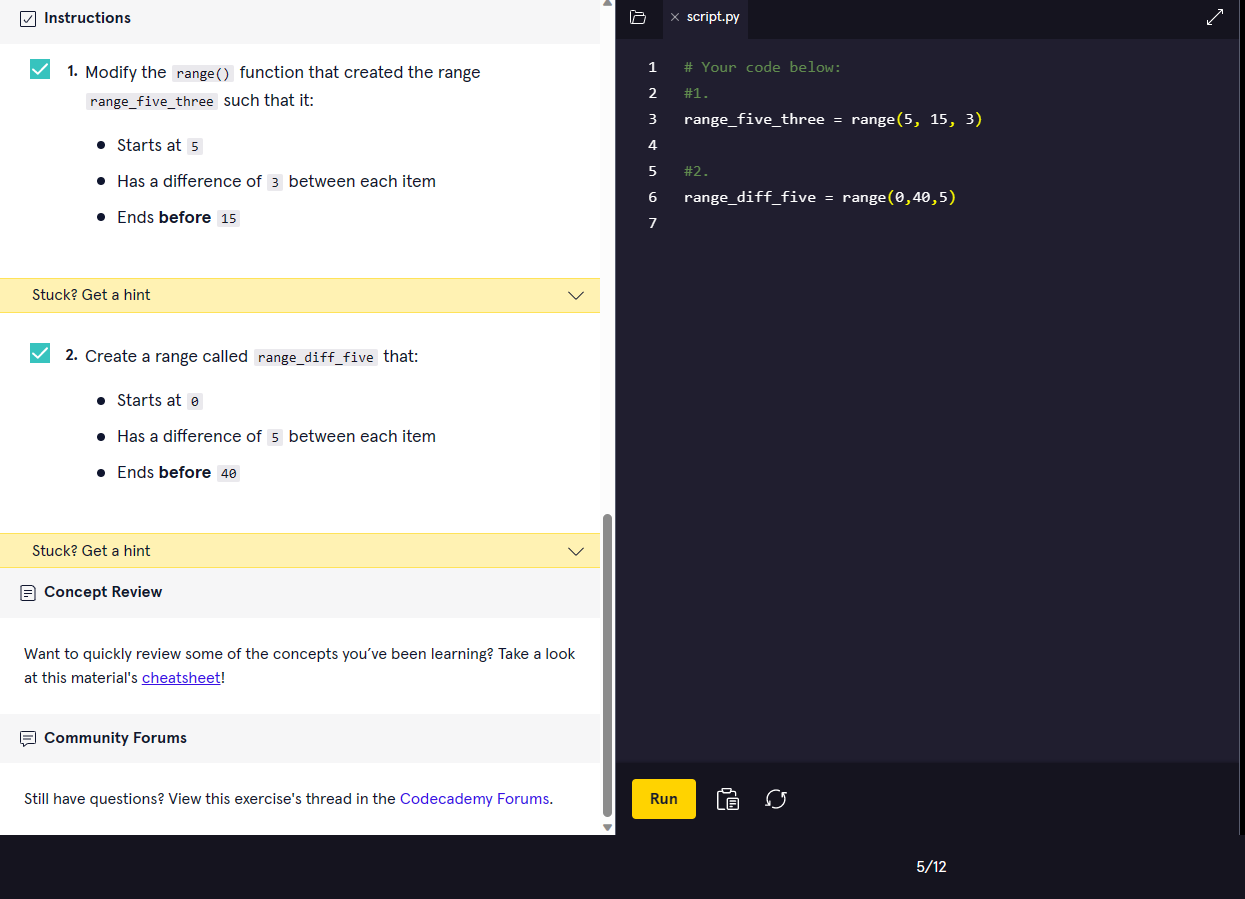 Instructions
1. Modify the range() function that created the range
range_five_three such that it:
Starts at 5
Has a difference of 3 between each item
Ends before 15
Stuck? Get a hint
2. Create a range called range_diff_five that:
Starts at 0
Has a difference of 5 between each item
Ends before 40
Stuck? Get a hint
Concept Review
Want to quickly review some of the concepts you’ve been learning? Take a look
at this material's cheatsheet!
Community Forums
Still have questions? View this exercise's thread in the Codecademy Forums.
script.py
1 # Your code below:
2 #1.
3 range_five_three = range(5, 15, 3)
4
5 #2.
6 range_diff_five = range(0,40,5)
7
Run
5/12